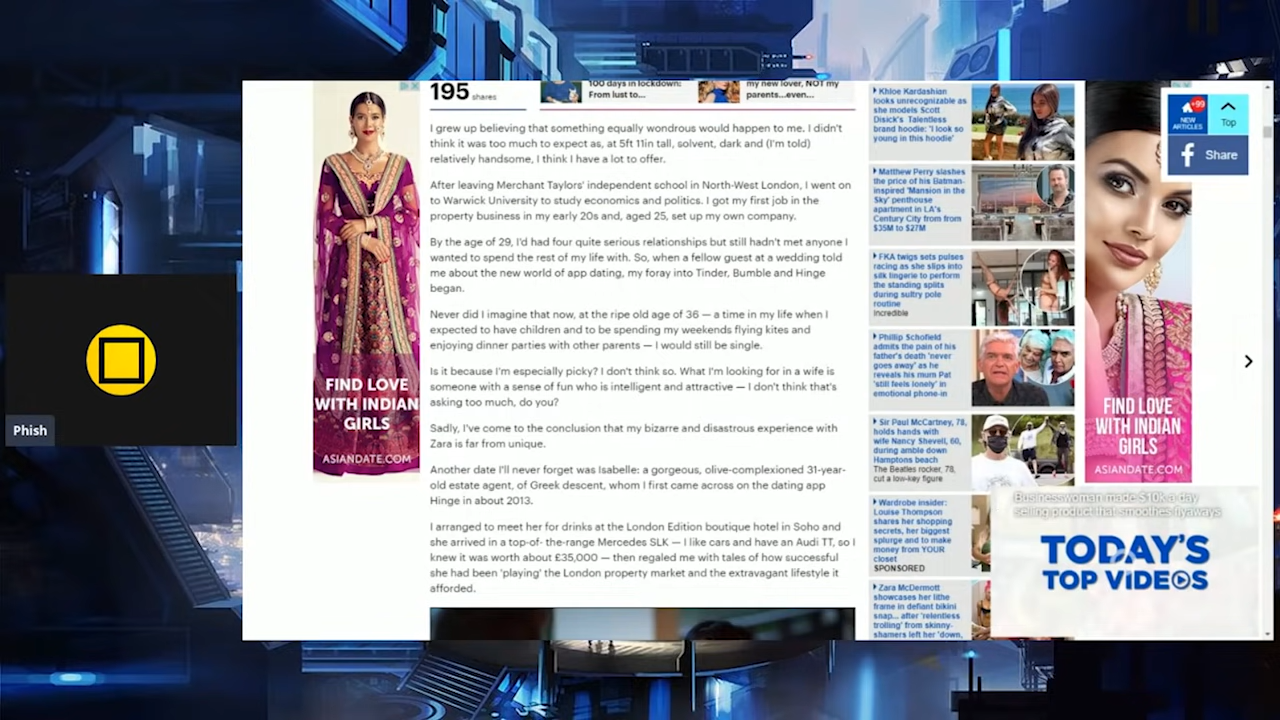 195 shares
100 days in lockdown:
From lust to...
my new lover, NOT my
parents...even...
I grew up believing that something equally wondrous would happen to me. I didn't
think it was too much to expect as, at 5ft 11in tall, solvent, dark and (I'm told)
relatively handsome, I think I have a lot to offer.
After leaving Merchant Taylors' independent school in North-West London, I went on
to Warwick University to study economics and politics. I got my first job in the
property business in my early 20s and, aged 25, set up my own company.
By the age of 29, I'd had four quite serious relationships but still hadn't met anyone I
wanted to spend the rest of my life with. So, when a fellow guest at a wedding told
me about the new world of app dating, my foray into Tinder, Bumble and Hinge
began.
Never did I imagine that now, at the ripe old age of 36 — a time in my life when I
expected to have children and to be spending my weekends flying kites and
enjoying dinner parties with other parents — I would still be single.
Is it because I'm especially picky? I don't think so. What I'm looking for in a wife is
someone with a sense of fun who is intelligent and attractive — I don't think that's
asking too much, do you?
Sadly, I've come to the conclusion that my bizarre and disastrous experience with
Zara is far from unique.
Another date I'll never forget was Isabelle: a gorgeous, olive-complexioned 31-year-
old estate agent, of Greek descent, whom I first came across on the dating app
Hinge in about 2013.
I arranged to meet her for drinks at the London Edition boutique hotel in Soho and
she arrived in a top-of- the-range Mercedes SLK — I like cars and have an Audi TT, so I
knew it was worth about £35,000 — then regaled me with tales of how successful
she had been 'playing' the London property market and the extravagant lifestyle it
afforded.
FIND LOVE
WITH INDIAN
GIRLS
ASIANDATE.COM
Phish
Khloe Kardashian
looks unrecognizable as
she models Scott
Disick's Talentless
brand hoodie: 'I look so
young in this hoodie'
Matthew Perry slashes
the price of his Batman-
inspired 'Mansion in the
Sky' penthouse
apartment in LA's
Century City from from
$35M to $27M
FKA twigs sets pulses
racing as she slips into
silk lingerie to perform
the standing splits
during sultry pole
routine
Incredible
Phillip Schofield
admits the pain of his
father's death 'never
goes away' as he
reveals his mum Pat
'still feels lonely' in
emotional phone-in
Sir Paul McCartney, 78,
holds hands with
wife Nancy Shevell, 60,
during amble down
Hamptons beach
The Beatles rocker, 78,
cut a low-key figure
Wardrobe insider:
Louise Thompson
shares her shopping
secrets, her biggest
splurge and to make
money from YOUR
closet
SPONSORED
Zara McDermott
showcases her lithe
frame in defiant bikini
snap... after 'relentless
trolling' from skinny-
shamers left her 'down,
+99
NEW
ARTICLES
Top
Share
FIND LOVE
WITH INDIAN
GIRLS
ASIANDATE.COM
Businesswoman made $10k a day
selling product that smoothes flyaways
TODAY'S
TOP VIDEOS